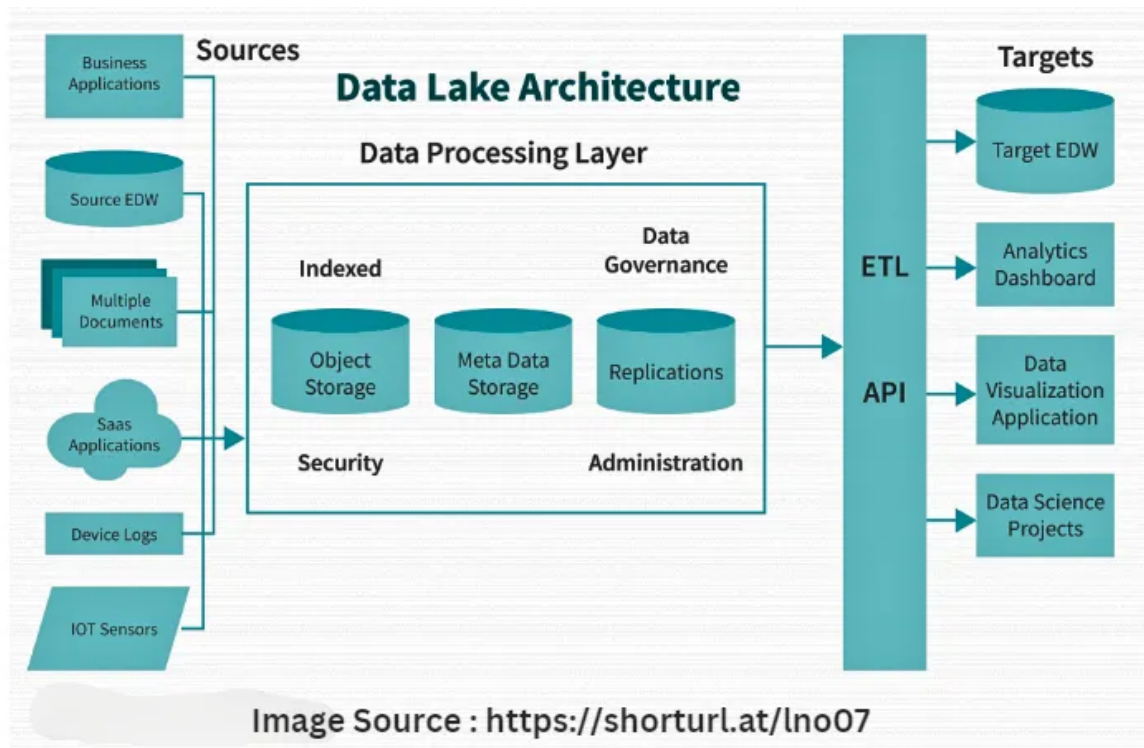 Sources
Business
Applications
Source EDW
Multiple
Documents
Saas
Applications
Device Logs
IOT Sensors
Data Lake Architecture
Data Processing Layer
Indexed
Data
Governance
Object
Storage
Meta Data
Storage
Replications
Security
Administration
ETL
API
Targets
Target EDW
Analytics
Dashboard
Data
Visualization
Application
Data Science
Projects
Image Source : https://shorturl.at/lno07